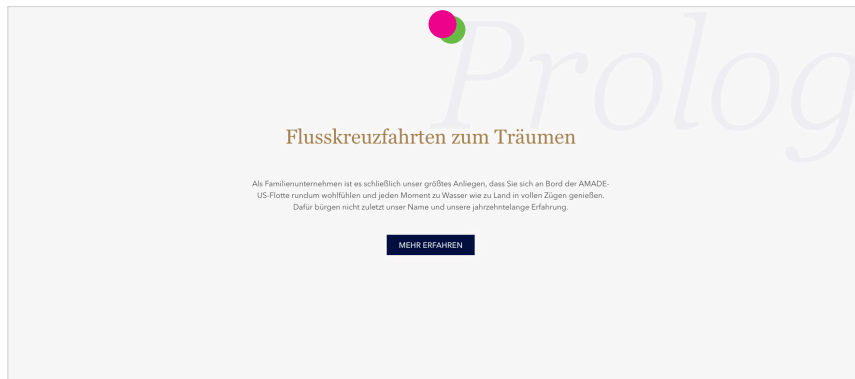 Prolog
Flusskreuzfahrten zum Träumen
Als Familienunternehmen ist es schließlich unser größtes Anliegen, dass Sie sich an Bord der AMADE-
US-Flotte rundum wohlfühlen und jeden Moment zu Wasser wie zu Land in vollen Zügen genießen.
Dafür bürgen nicht zuletzt unser Name und unsere jahrzehntelange Erfahrung.
MEHR ERFAHREN